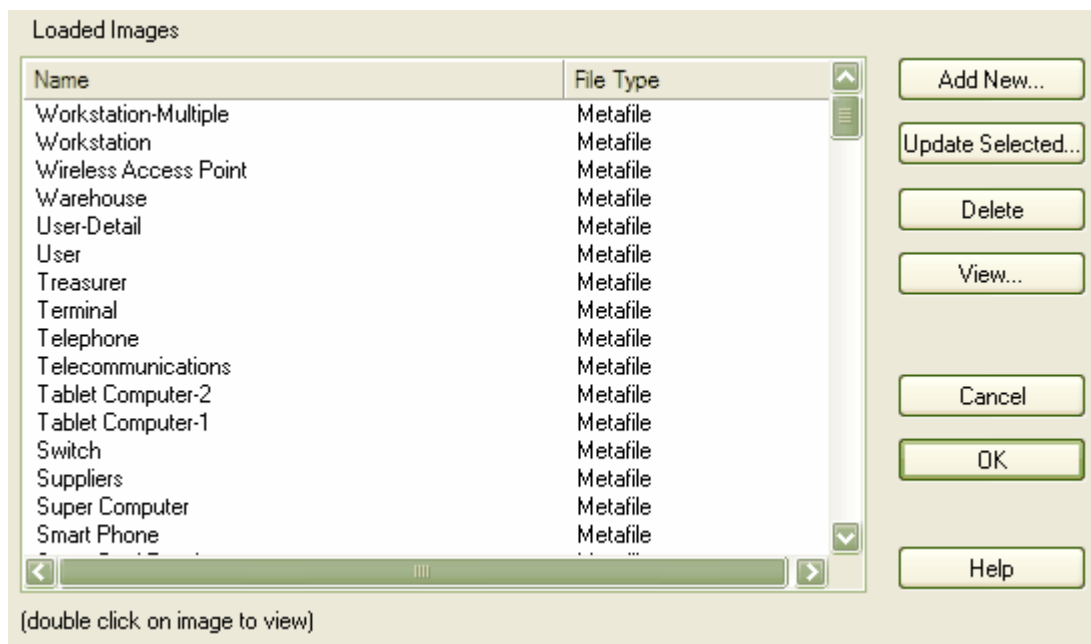 Loaded Images
Name File Type
Workstation-Multiple Metafile
Workstation Metafile
Wireless Access Point Metafile
Warehouse Metafile
User-Detail Metafile
User Metafile
Treasurer Metafile
Terminal Metafile
Telephone Metafile
Telecommunications Metafile
Tablet Computer-2 Metafile
Tablet Computer-1 Metafile
Switch Metafile
Suppliers Metafile
Super Computer Metafile
Smart Phone Metafile
Add New...
Update Selected...
Delete
View...
Cancel
OK
Help
(double click on image to view)